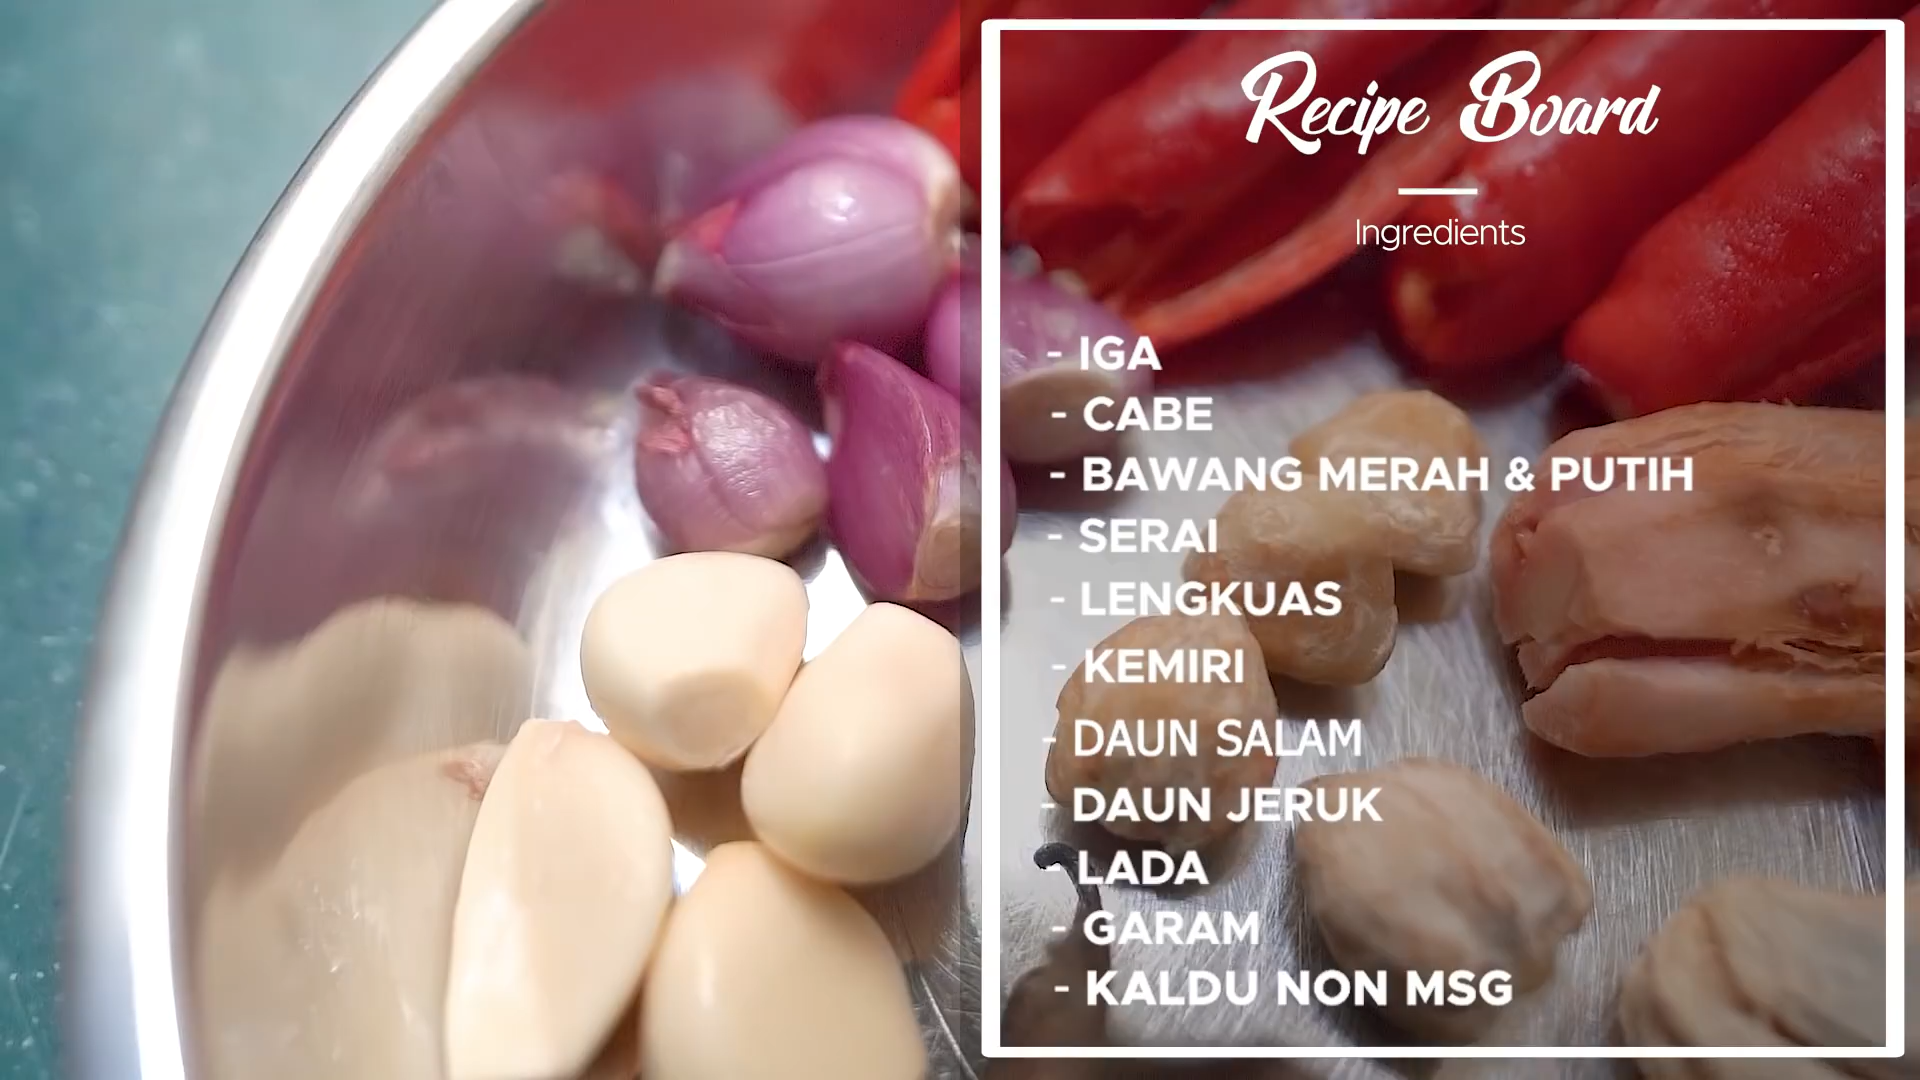 Recipe Board
Ingredients
- IGA
- CABE
- BAWANG MERAH & PUTIH
- SERAI
- LENGKUAS
- KEMIRI
- DAUN SALAM
- DAUN JERUK
- LADA
- GARAM
- KALDU NON MSG